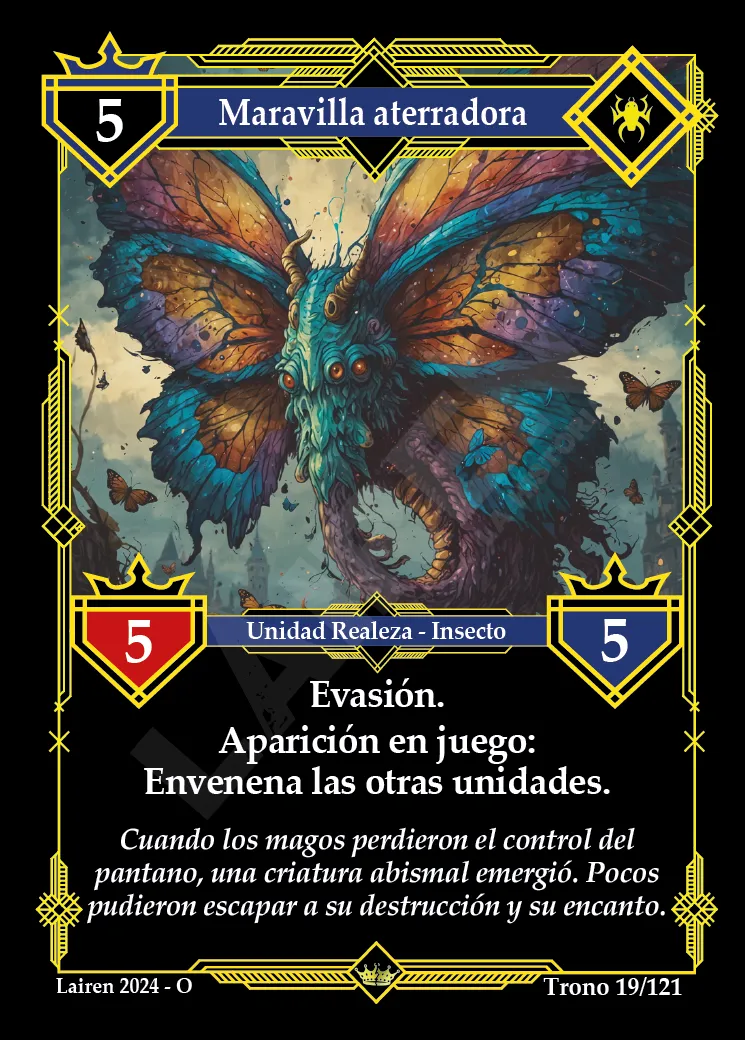 5
Maravilla aterradora
5
Unidad Realeza - Insecto
5
Evasión.
Aparición en juego:
Envenena las otras unidades.
Cuando los magos perdieron el control del
pantano, una criatura abismal emergió. Pocos
pudieron escapar a su destrucción y su encanto.
Lairen 2024 - O
Trono 19/121